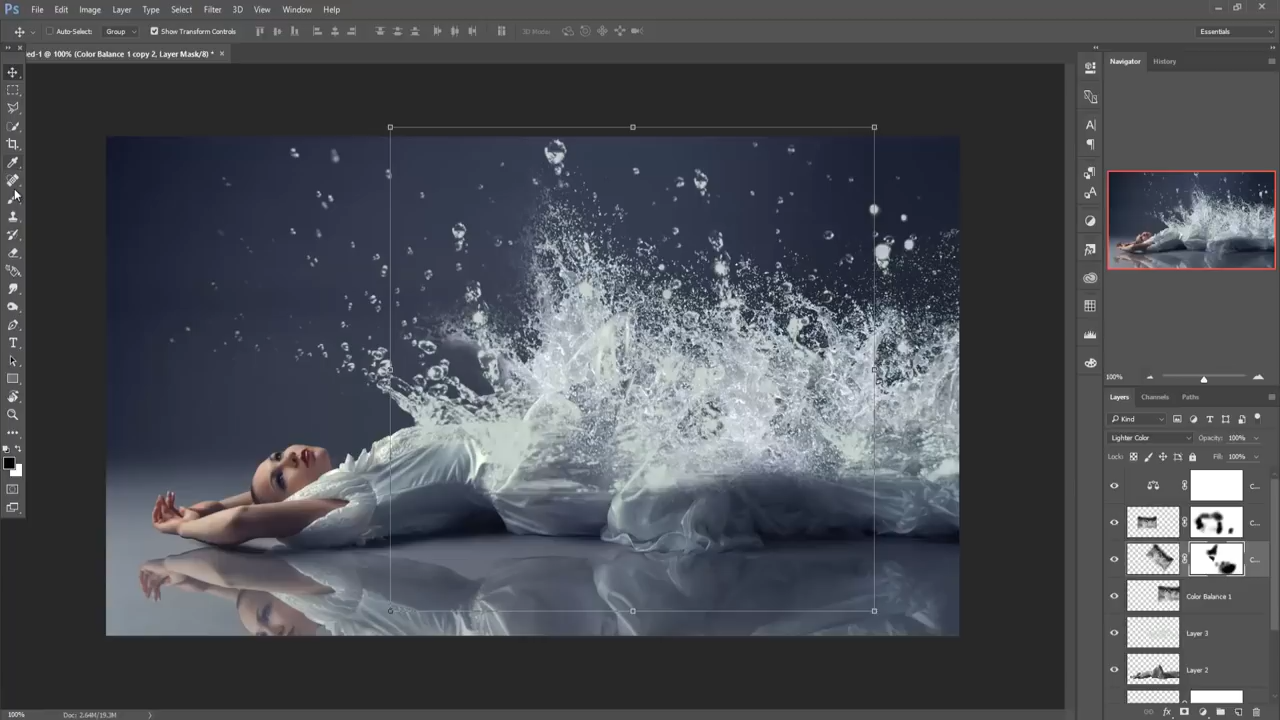 Ps File Edit Image Layer Type Select Filter 3D View Window Help
Auto-Select: Group Show Transform Controls 3D Mode: Essentials
ed-1 @ 100% (Color Balance 1 copy 2, Layer Mask/8) * ×
Navigator History
100%
Layers Channels Paths
Kind
Lighter Color Opacity: 100%
Lock: Fill: 100%
C...
C...
C...
Color Balance 1
Layer 3
Layer 2
100% Doc: 2.64M/19.3M